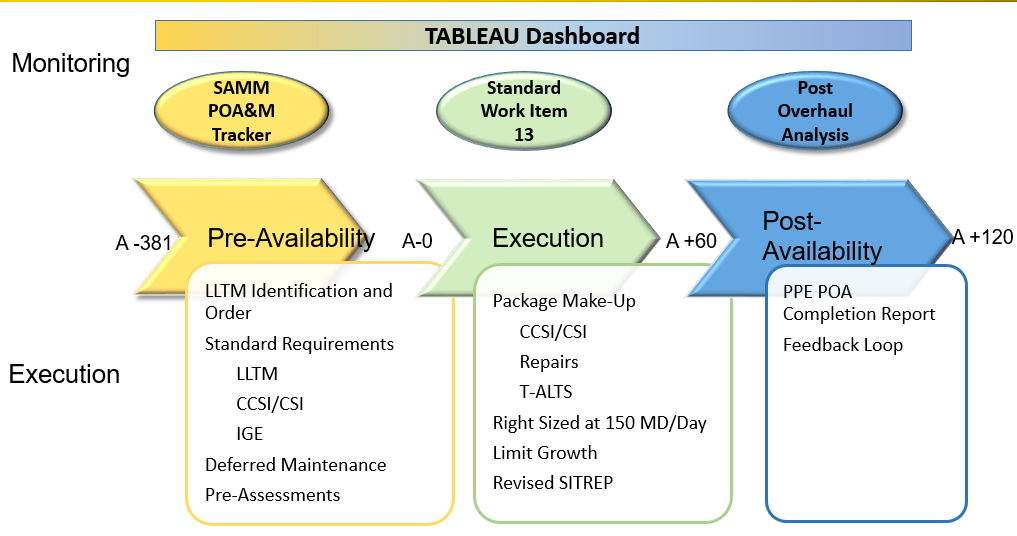 TABLEAU Dashboard
Monitoring
SAMM
POA&M
Tracker
Standard
Work Item
13
Post
Overhaul
Analysis
A -381
Pre-Availability
A-0
Execution
A +60
Post-
Availability
A +120
LLTM Identification and
Order
Standard Requirements
LLTM
CCSI/CSI
IGE
Deferred Maintenance
Pre-Assessments
Package Make-Up
CCSI/CSI
Repairs
T-ALTS
Right Sized at 150 MD/Day
Limit Growth
Revised SITREP
PPE POA
Completion Report
Feedback Loop
Execution